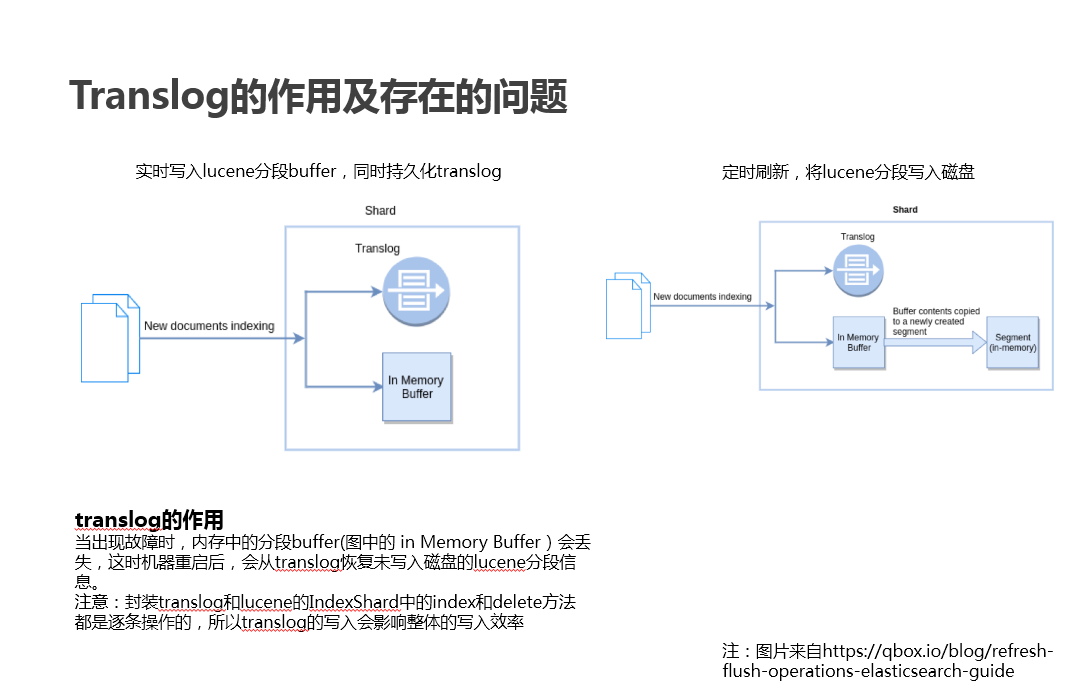 Translog的作用及存在的问题
实时写入lucene分段buffer，同时持久化translog
Shard
Translog
New documents indexing
In Memory
Buffer
定时刷新，将lucene分段写入磁盘
Shard
Translog
New documents indexing
Buffer contents copied
to a newly created
segment
In Memory
Buffer
Segment
(in-memory)
translog的作用
当出现故障时，内存中的分段buffer(图中的 in Memory Buffer ) 会丢
失，这时机器重启后，会从translog恢复未写入磁盘的lucene分段信
息。
注意：封装translog和lucene的IndexShard中的index和delete方法
都是逐条操作的，所以translog的写入会影响整体的写入效率
注：图片来自https://qbox.io/blog/refresh-
flush-operations-elasticsearch-guide